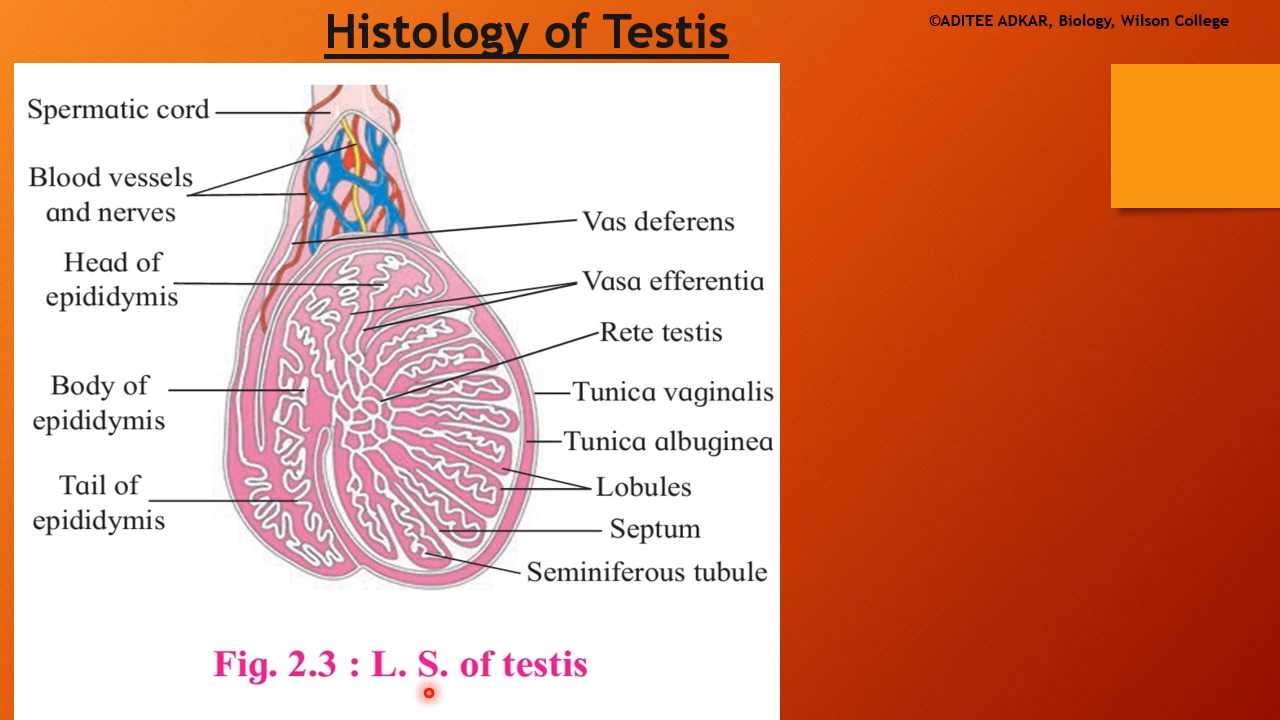 Histology of Testis
©ADITEE ADKAR, Biology, Wilson College
Spermatic cord
Blood vessels
and nerves
Head of
epididymis
Body of
epididymis
Tail of
epididymis
Vas deferens
Vasa efferentia
Rete testis
Tunica vaginalis
Tunica albuginea
Lobules
Septum
Seminiferous tubule
Fig. 2.3 : L. S. of testis